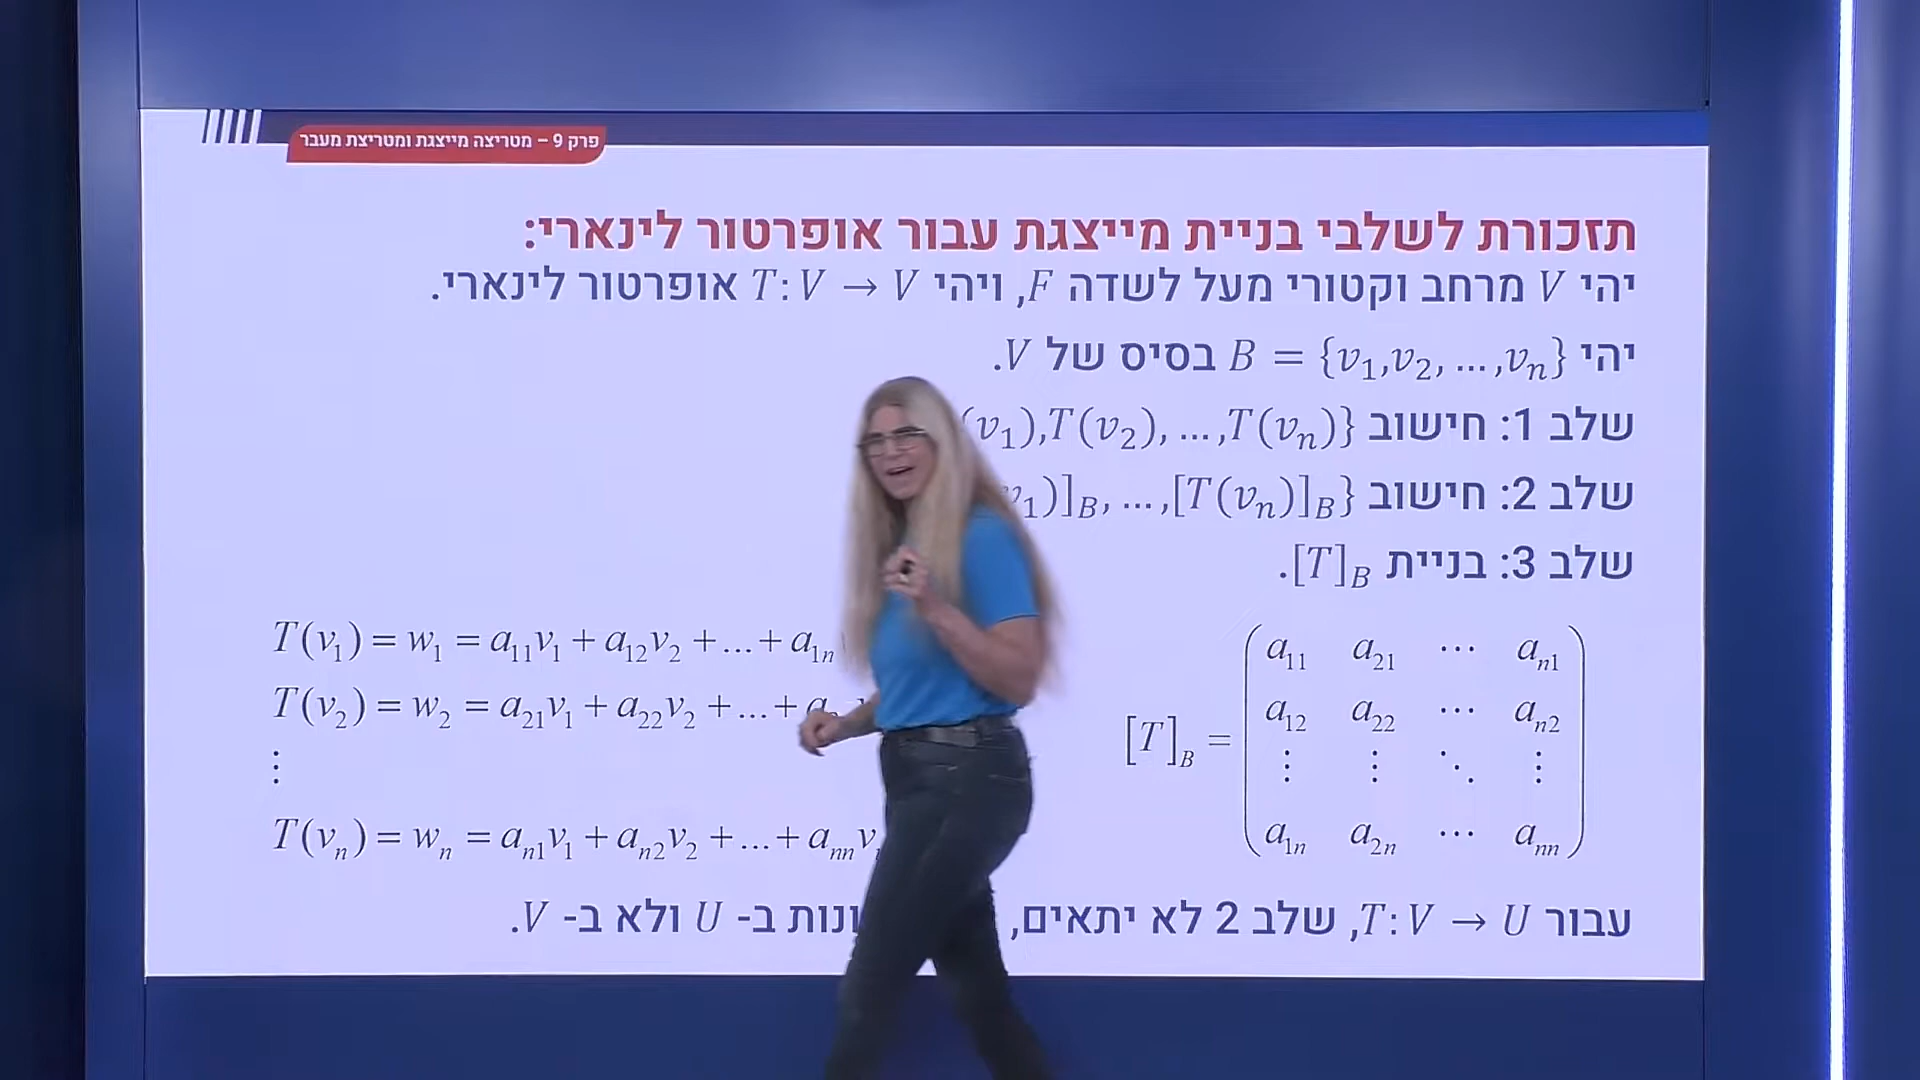 פרק 9 – מטריצה מייצגת ומטריצת מעבר
תזכורת לשלבי בניית מייצגת עבור אופרטור לינארי:
יהי V מרחב וקטורי מעל לשדה F, ויהי T: V → V אופרטור לינארי.
יהי B = {v₁,v₂, …,vₙ} בסיס של V.
שלב 1: חישוב (v₁),T(v₂), …,T(vₙ)}
שלב 2: חישוב ₁)]_B, …,[T(vₙ)]_B}
שלב 3: בניית [T]_B.
T(v₁) = w₁ = a₁₁v₁ + a₁₂v₂ + ... + a₁ₙ
T(v₂) = w₂ = a₂₁v₁ + a₂₂v₂ + ... +
⋮
T(vₙ) = wₙ = aₙ₁v₁ + aₙ₂v₂ + ... + aₙₙv
[T]_B =
a₁₁ a₂₁ ⋯ aₙ₁
a₁₂ a₂₂ ⋯ aₙ₂
⋮ ⋮ ⋱ ⋮
a₁ₙ a₂ₙ ⋯ aₙₙ
עבור T: V → U, שלב 2 לא יתאים, ונות ב- U ולא ב- V.